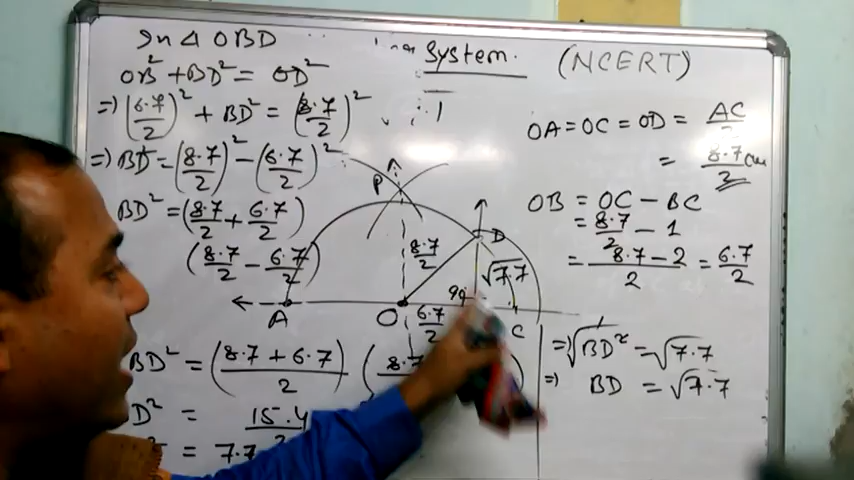 In △ OBD
OB² + BD² = OD²
⇒ (6.7/2)² + BD² = (8.7/2)²
⇒ BD² = (8.7/2)² - (6.7/2)²
BD² = (8.7/2 + 6.7/2)
(8.7/2 - 6.7/2)
System. (NCERT)
OA = OC = OD = AC/2
= 8.7/2 cm
OB = OC - BC
= 8.7/2 - 1
= 8.7-2/2 = 6.7/2
P
D
8.7/2
√7.7
90
A
O
6.7/2
C
BD² = (8.7+6.7/2) (8.7
D² = 15.4
= 7.7
⇒ √BD² = √7.7
⇒ BD = √7.7